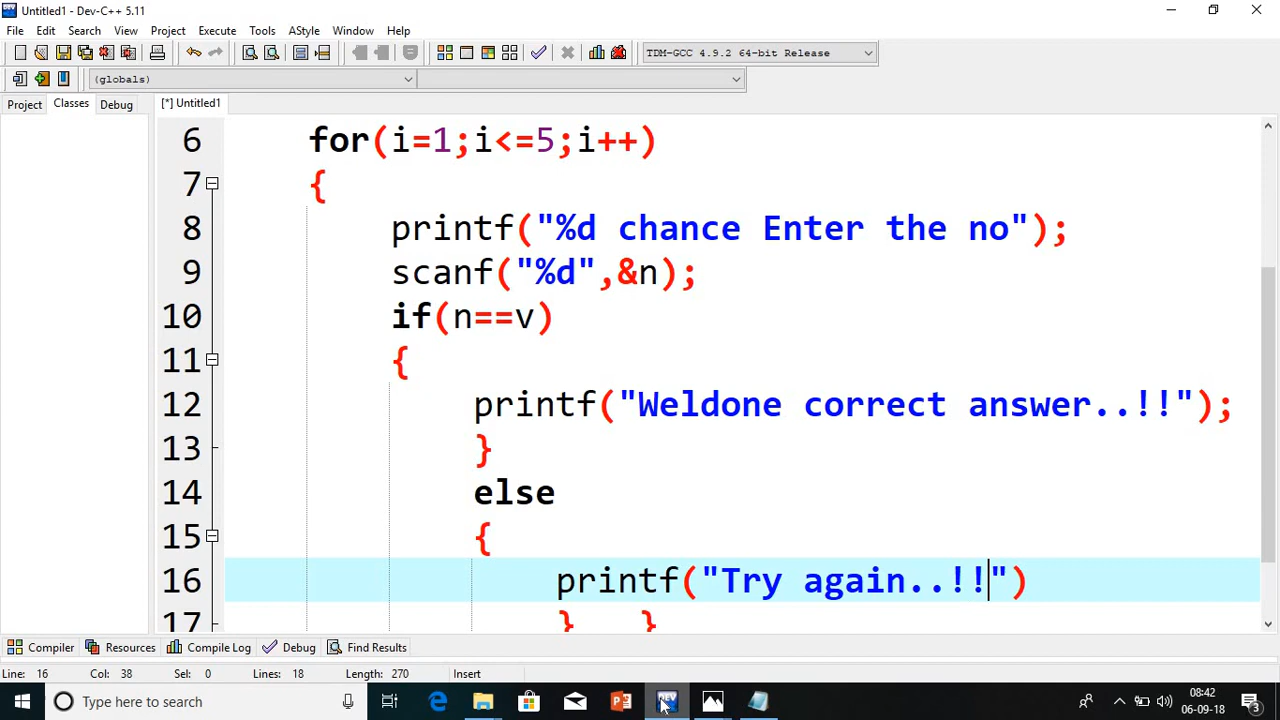 Untitled1 - Dev-C++ 5.11
File Edit Search View Project Execute Tools AStyle Window Help
TDM-GCC 4.9.2 64-bit Release
(globals)
Project Classes Debug [*] Untitled1
6 for(i=1;i<=5;i++)
7 {
8 printf("%d chance Enter the no");
9 scanf("%d",&n);
10 if(n==v)
11 {
12 printf("Weldone correct answer..!!");
13 }
14 else
15 {
16 printf("Try again..!!")
17 } }
Compiler Resources Compile Log Debug Find Results
Line: 16 Col: 38 Sel: 0 Lines: 18 Length: 270 Insert
Type here to search
08:42
06-09-18
3